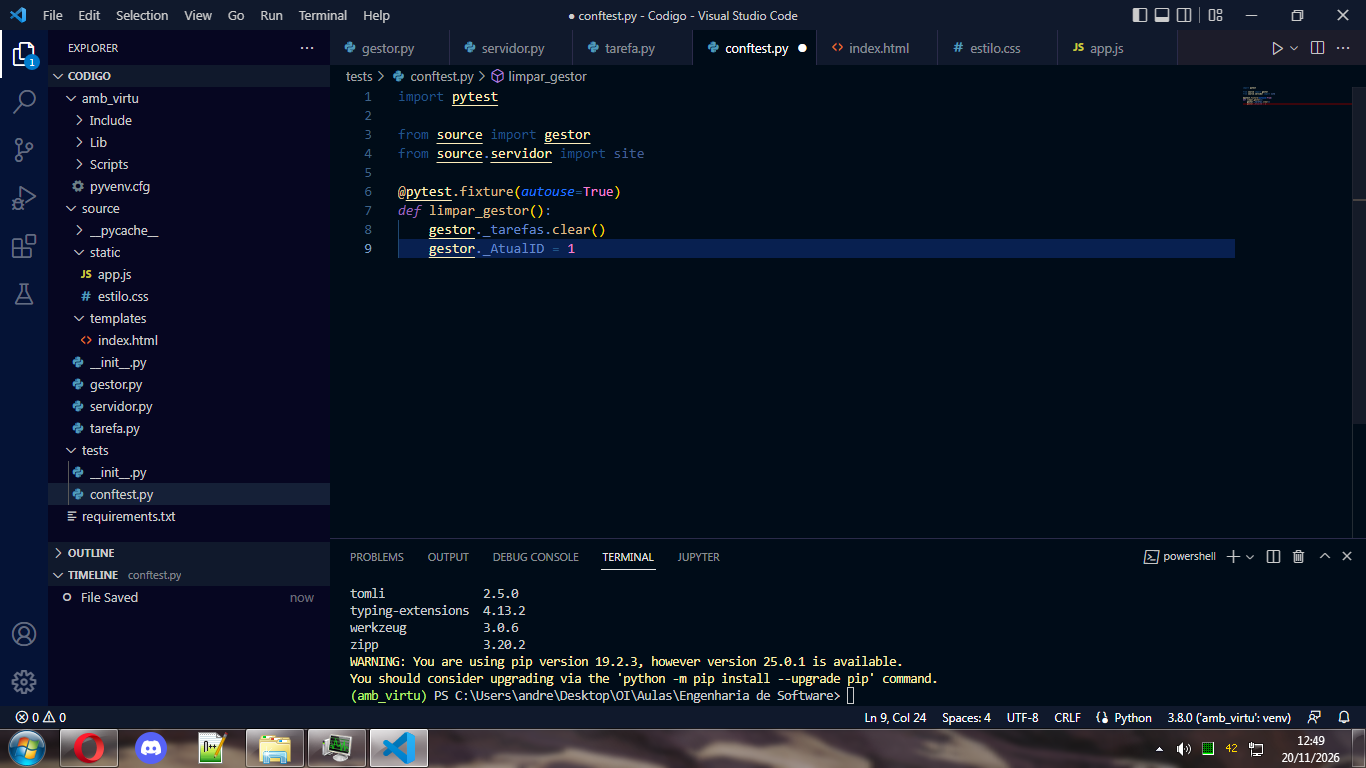 File Edit Selection View Go Run Terminal Help
● conftest.py - Codigo - Visual Studio Code
1
EXPLORER
CODIGO
amb_virtu
Include
Lib
Scripts
pyvenv.cfg
source
__pycache__
static
JS app.js
# estilo.css
templates
<> index.html
__init__.py
gestor.py
servidor.py
tarefa.py
tests
__init__.py
conftest.py
requirements.txt
OUTLINE
TIMELINE conftest.py
File Saved now
gestor.py servidor.py tarefa.py conftest.py ● <> index.html # estilo.css JS app.js
tests > conftest.py > limpar_gestor
1 import pytest
2
3 from source import gestor
4 from source.servidor import site
5
6 @pytest.fixture(autouse=True)
7 def limpar_gestor():
8     gestor._tarefas.clear()
9     gestor._AtualID = 1
PROBLEMS OUTPUT DEBUG CONSOLE TERMINAL JUPYTER
powershell
tomli 2.5.0
typing-extensions 4.13.2
werkzeug 3.0.6
zipp 3.20.2
WARNING: You are using pip version 19.2.3, however version 25.0.1 is available.
You should consider upgrading via the 'python -m pip install --upgrade pip' command.
(amb_virtu) PS C:\Users\andre\Desktop\OI\Aulas\Engenharia de Software>
0 0 Ln 9, Col 24 Spaces: 4 UTF-8 CRLF Python 3.8.0 ('amb_virtu': venv)
N++
42
12:49
20/11/2026